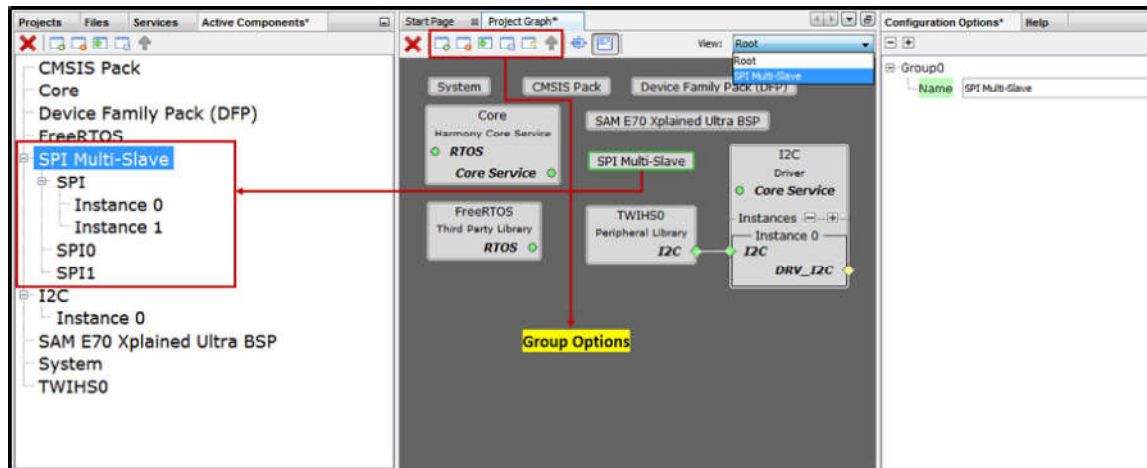 Projects Files Services Active Components*
CMSIS Pack
Core
Device Family Pack (DFP)
FreeRTOS
SPI Multi-Slave
SPI
Instance 0
Instance 1
SPI0
SPI1
I2C
Instance 0
SAM E70 Xplained Ultra BSP
System
TWIHS0
Start Page Project Graph*
View: Root
Root
SPI Multi-Slave
System CMSIS Pack Device Family Pack (DFP)
Core
Harmony Core Service
RTOS
Core Service
SAM E70 Xplained Ultra BSP
SPI Multi-Slave
I2C
Driver
Core Service
Instances
Instance 0
I2C
DRV_I2C
FreeRTOS
Third Party Library
RTOS
TWIHS0
Peripheral Library
I2C
Group Options
Configuration Options* Help
Group0
Name SPI Multi-Slave